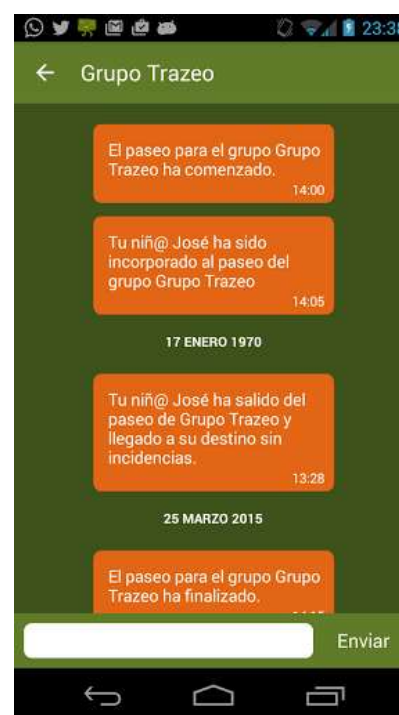 23:38
Grupo Trazeo
El paseo para el grupo Grupo
Trazeo ha comenzado.
14:00
Tu niñ@ José ha sido
incorporado al paseo del
grupo Grupo Trazeo
14:05
17 ENERO 1970
Tu niñ@ José ha salido del
paseo de Grupo Trazeo y
llegado a su destino sin
incidencias.
13:28
25 MARZO 2015
El paseo para el grupo Grupo
Trazeo ha finalizado.
Enviar